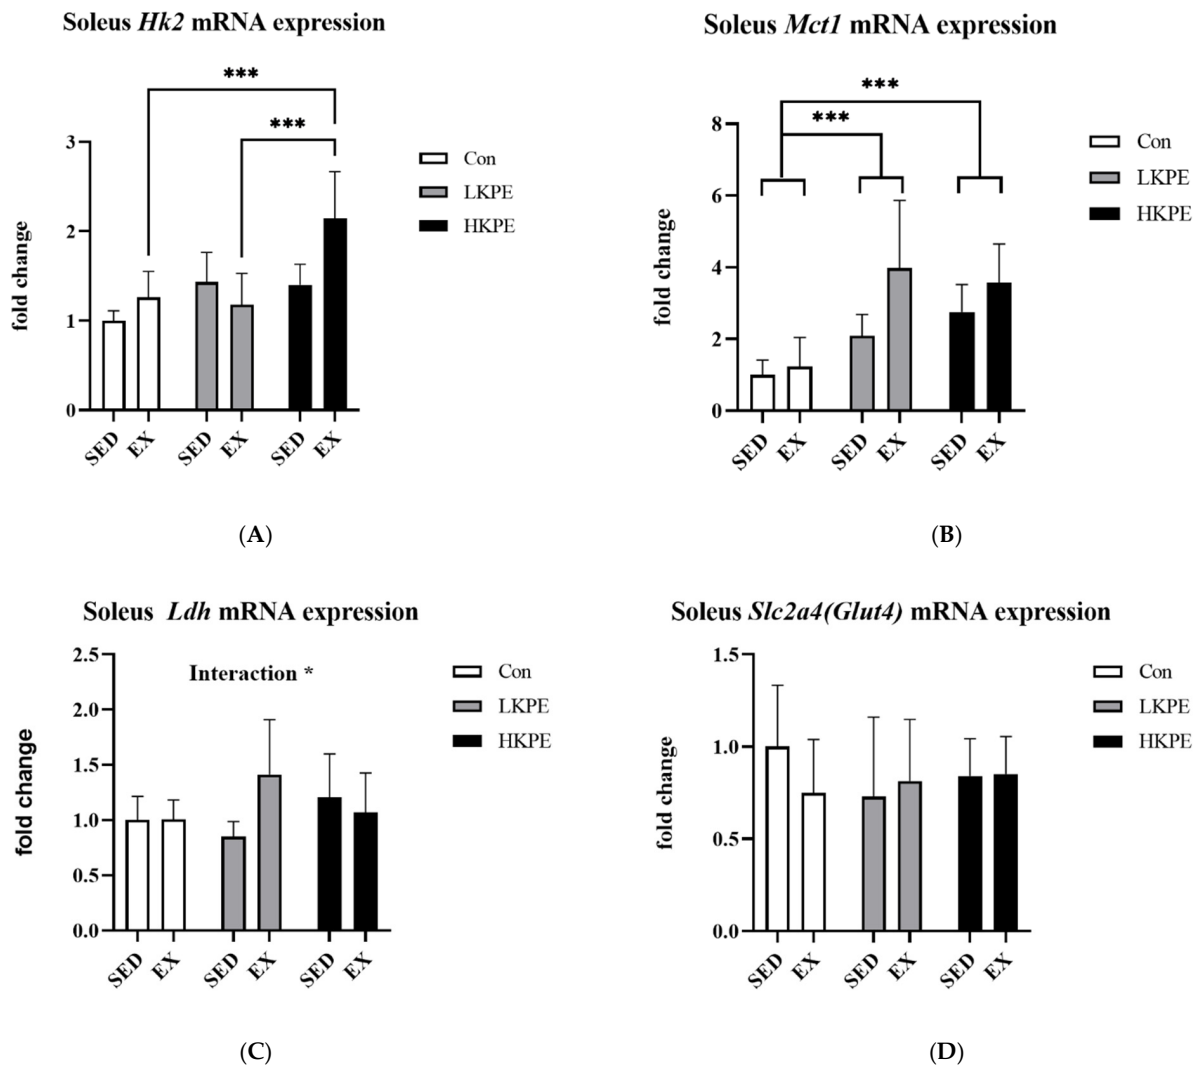 Soleus Hk2 mRNA expression
***
***
3
2
1
0
fold change
Con
LKPE
HKPE
SED
EX
SED
EX
SED
EX
(A)
Soleus Mct1 mRNA expression
***
***
8
6
4
2
0
fold change
Con
LKPE
HKPE
SED
EX
SED
EX
SED
EX
(B)
Soleus Ldh mRNA expression
Interaction *
2.5
2.0
1.5
1.0
0.5
0.0
fold change
Con
LKPE
HKPE
SED
EX
SED
EX
SED
EX
(C)
Soleus Slc2a4(Glut4) mRNA expression
1.5
1.0
0.5
0.0
fold change
Con
LKPE
HKPE
SED
EX
SED
EX
SED
EX
(D)